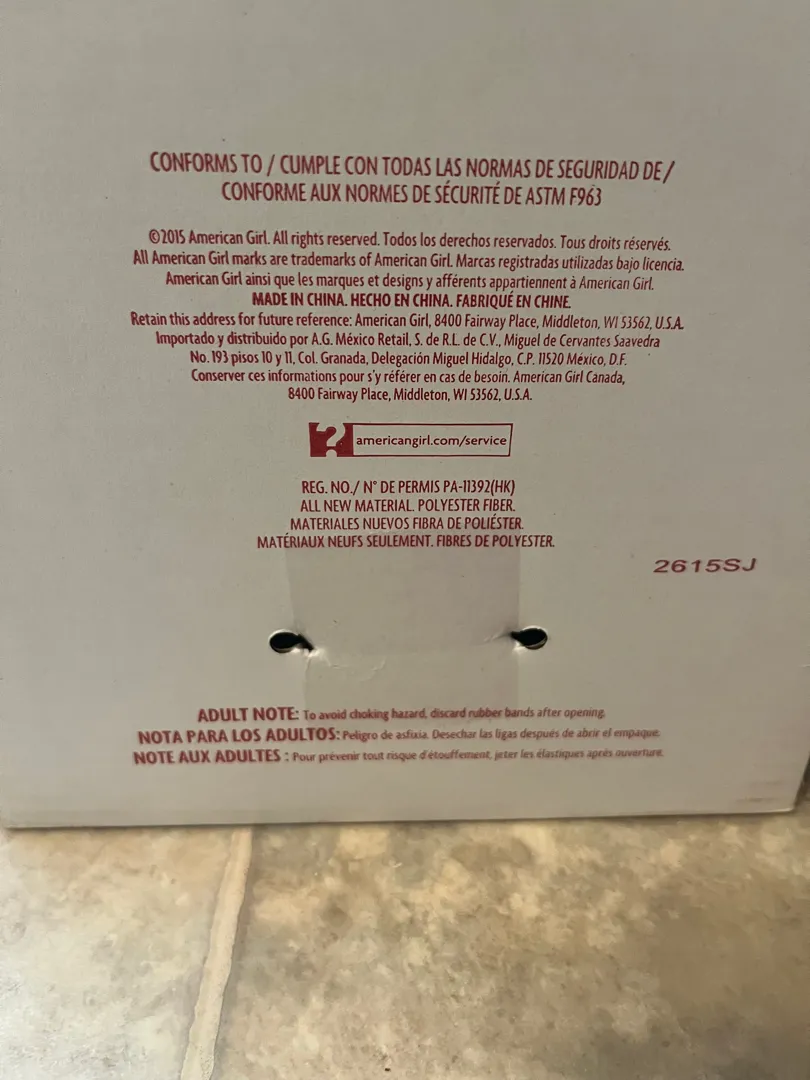 CONFORMS TO / CUMPLE CON TODAS LAS NORMAS DE SEGURIDAD DE /
CONFORME AUX NORMES DE SÉCURITÉ DE ASTM F963
©2015 American Girl. All rights reserved. Todos los derechos reservados. Tous droits réservés.
All American Girl marks are trademarks of American Girl. Marcas registradas utilizadas bajo licencia.
American Girl ainsi que les marques et designs y afférents appartiennent à American Girl.
MADE IN CHINA. HECHO EN CHINA. FABRIQUÉ EN CHINE.
Retain this address for future reference: American Girl, 8400 Fairway Place, Middleton, WI 53562, U.S.A.
Importado y distribuido por A.G. México Retail, S. de R.L. de C.V., Miguel de Cervantes Saavedra
No. 193 pisos 10 y 11, Col. Granada, Delegación Miguel Hidalgo, C.P. 11520 México, D.F.
Conserver ces informations pour s'y référer en cas de besoin. American Girl Canada,
8400 Fairway Place, Middleton, WI 53562, U.S.A.
? americangirl.com/service
REG. NO./ N° DE PERMIS PA-11392(HK)
ALL NEW MATERIAL. POLYESTER FIBER.
MATERIALES NUEVOS FIBRA DE POLIÉSTER.
MATÉRIAUX NEUFS SEULEMENT. FIBRES DE POLYESTER.
2615SJ
ADULT NOTE: To avoid choking hazard, discard rubber bands after opening.
NOTA PARA LOS ADULTOS: Peligro de asfixia. Desechar las ligas después de abrir el empaque.
NOTE AUX ADULTES : Pour prévenir tout risque d'étouffement, jeter les élastiques après ouverture.